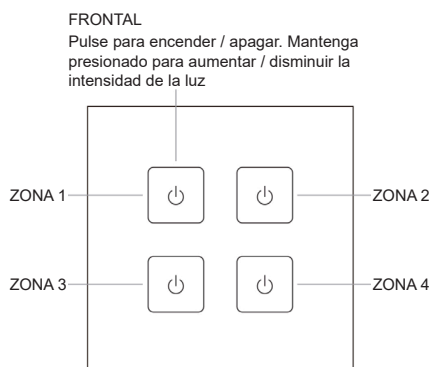 FRONTAL
Pulse para encender / apagar. Mantenga
presionado para aumentar / disminuir la
intensidad de la luz
ZONA 1
ZONA 2
ZONA 3
ZONA 4